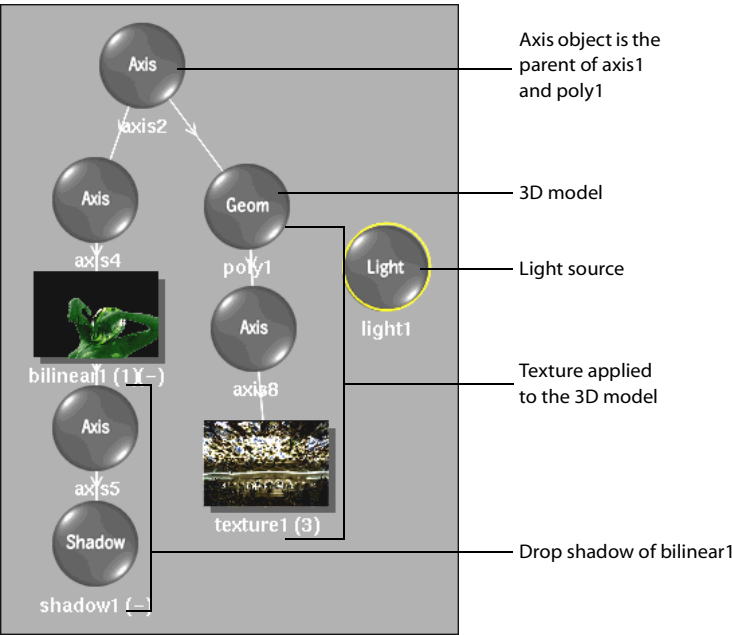 Axis
axis2
Axis object is the
parent of axis1
and poly1
Axis
axis4
Geom
poly1
3D model
Light
light1
Light source
bilinear1 (1)(-)
Axis
axis8
Texture applied
to the 3D model
Axis
axis5
texture1 (3)
Shadow
shadow1 (-)
Drop shadow of bilinear1